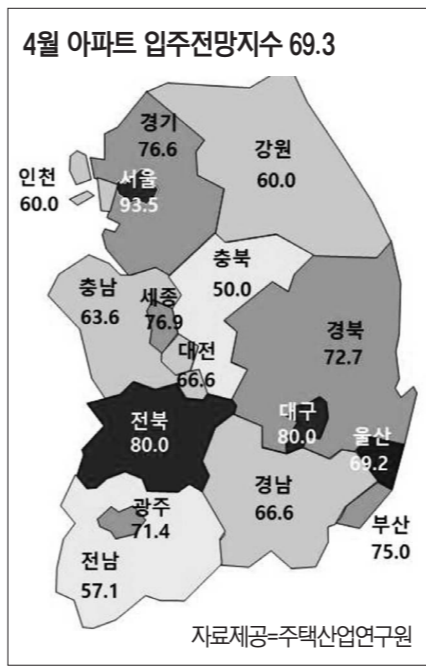 4월 아파트 입주전망지수 69.3
경기
76.6
강원
60.0
인천
60.0
서울
93.5
충북
50.0
충남
63.6
세종
76.9
대전
66.6
경북
72.7
전북
80.0
대구
80.0
울산
69.2
경남
66.6
부산
75.0
광주
71.4
전남
57.1
자료제공=주택산업연구원